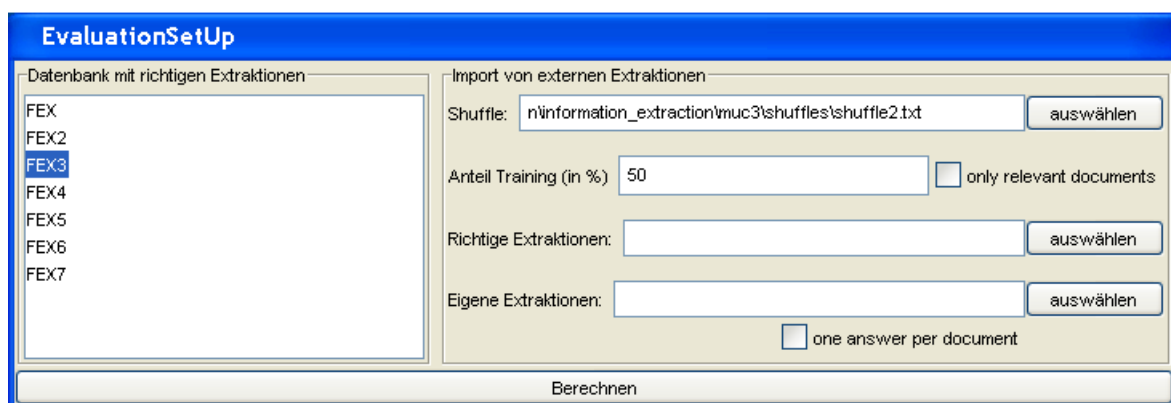 EvaluationSetUp
Datenbank mit richtigen Extraktionen
FEX
FEX2
FEX3
FEX4
FEX5
FEX6
FEX7
Import von externen Extraktionen
Shuffle: n\information_extraction\muc3\shuffles\shuffle2.txt auswählen
Anteil Training (in %) 50 only relevant documents
Richtige Extraktionen: auswählen
Eigene Extraktionen: auswählen
one answer per document
Berechnen